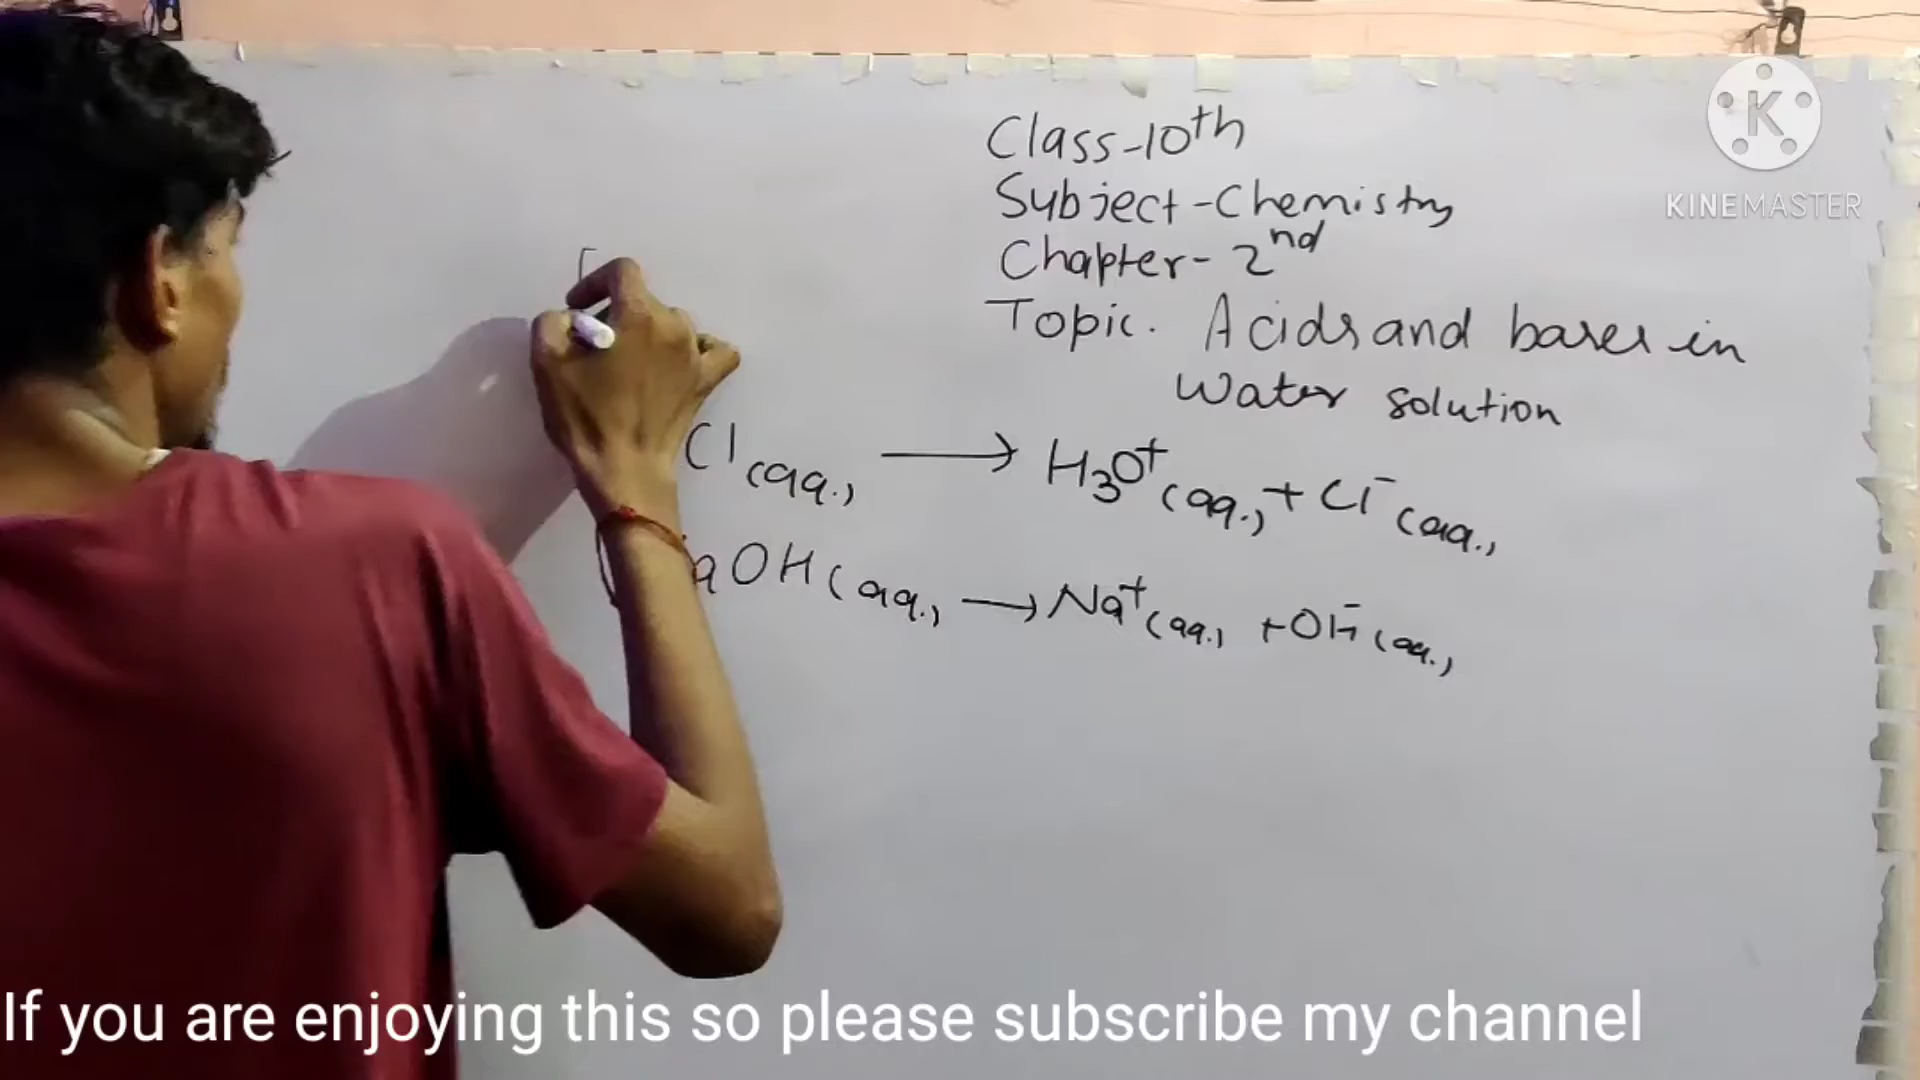 Class-10th
Subject-Chemistry
Chapter-2nd
Topic. Acids and bases in
Water solution
KINEMASTER
Cl(aq.) → H3O+(aq.) + Cl-(aq.)
aOH(aq.) → Na+(aq.) + OH-(aq.)
If you are enjoying this so please subscribe my channel